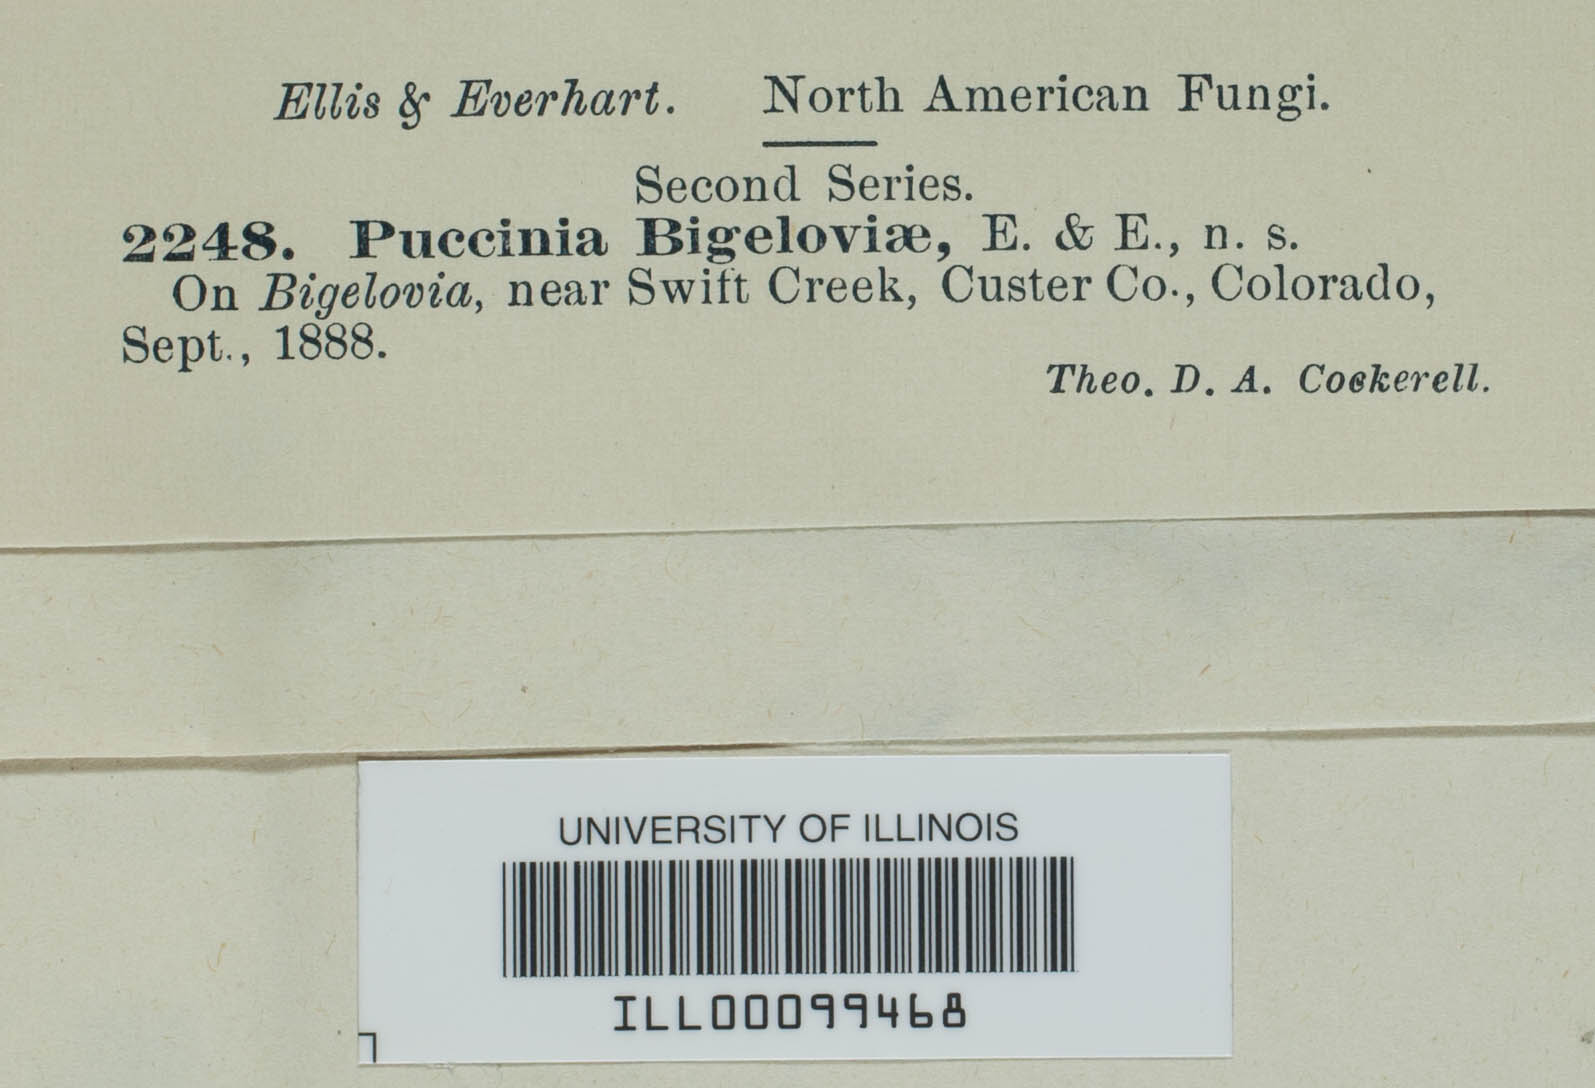 Ellis & Everhart. North American Fungi.
Second Series.
2248. Puccinia Bigeloviæ, E. & E., n. s.
On Bigelovia, near Swift Creek, Custer Co., Colorado,
Sept., 1888.
Theo. D. A. Cockerell.
UNIVERSITY OF ILLINOIS
ILL00099468